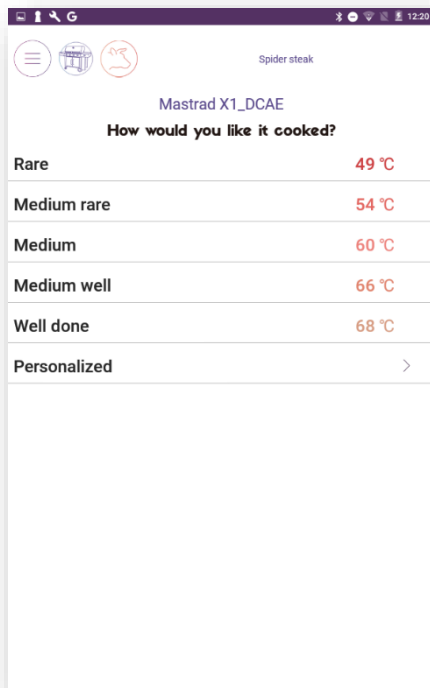 G 12:20
Spider steak
Mastrad X1_DCAE
How would you like it cooked?
Rare 49 °C
Medium rare 54 °C
Medium 60 °C
Medium well 66 °C
Well done 68 °C
Personalized